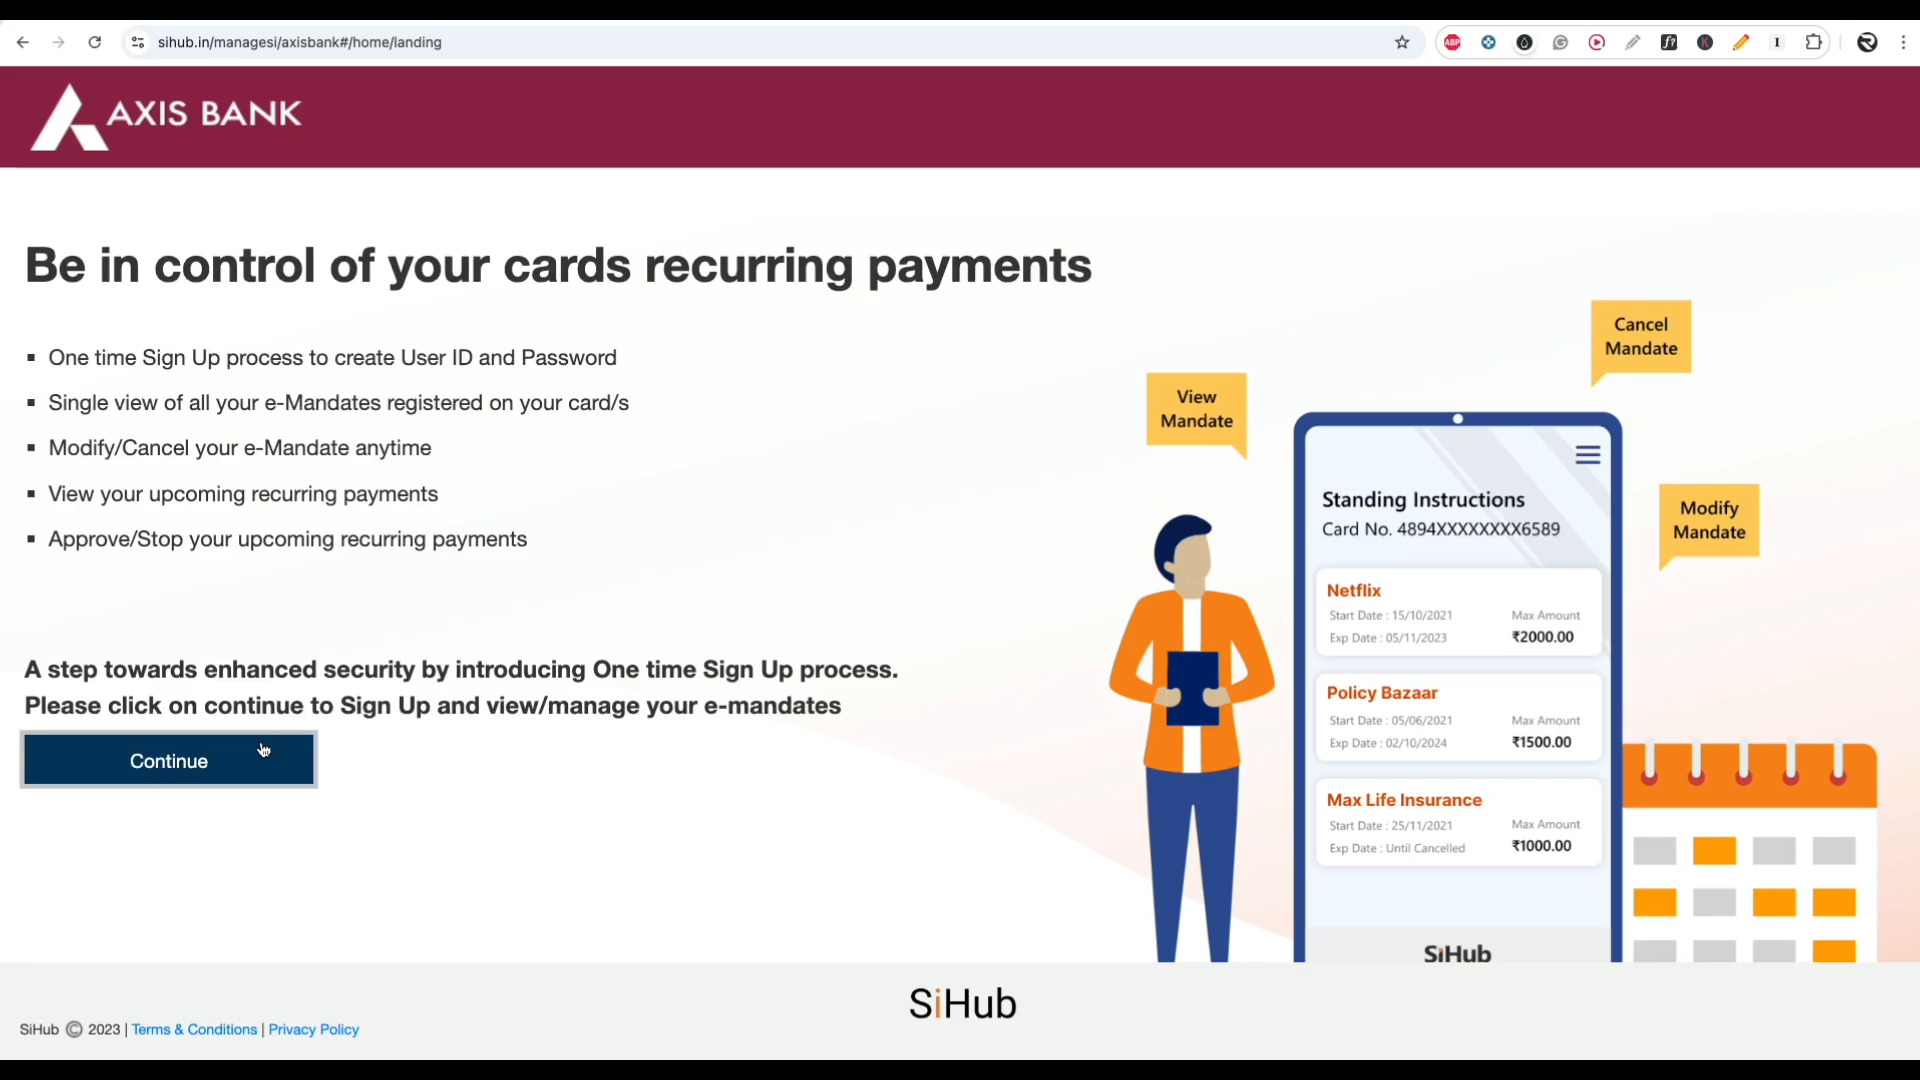 sihub.in/managesi/axisbank#/home/landing
ABP
f?
K
I
AXIS BANK
Be in control of your cards recurring payments
One time Sign Up process to create User ID and Password
Single view of all your e-Mandates registered on your card/s
Modify/Cancel your e-Mandate anytime
View your upcoming recurring payments
Approve/Stop your upcoming recurring payments
A step towards enhanced security by introducing One time Sign Up process.
Please click on continue to Sign Up and view/manage your e-mandates
Continue
View
Mandate
Cancel
Mandate
Modify
Mandate
Standing Instructions
Card No. 4894XXXXXXXX6589
Netflix
Start Date : 15/10/2021 Max Amount
Exp Date : 05/11/2023 ₹2000.00
Policy Bazaar
Start Date : 05/06/2021 Max Amount
Exp Date : 02/10/2024 ₹1500.00
Max Life Insurance
Start Date : 25/11/2021 Max Amount
Exp Date : Until Cancelled ₹1000.00
SiHub
SiHub
SiHub © 2023 | Terms & Conditions | Privacy Policy